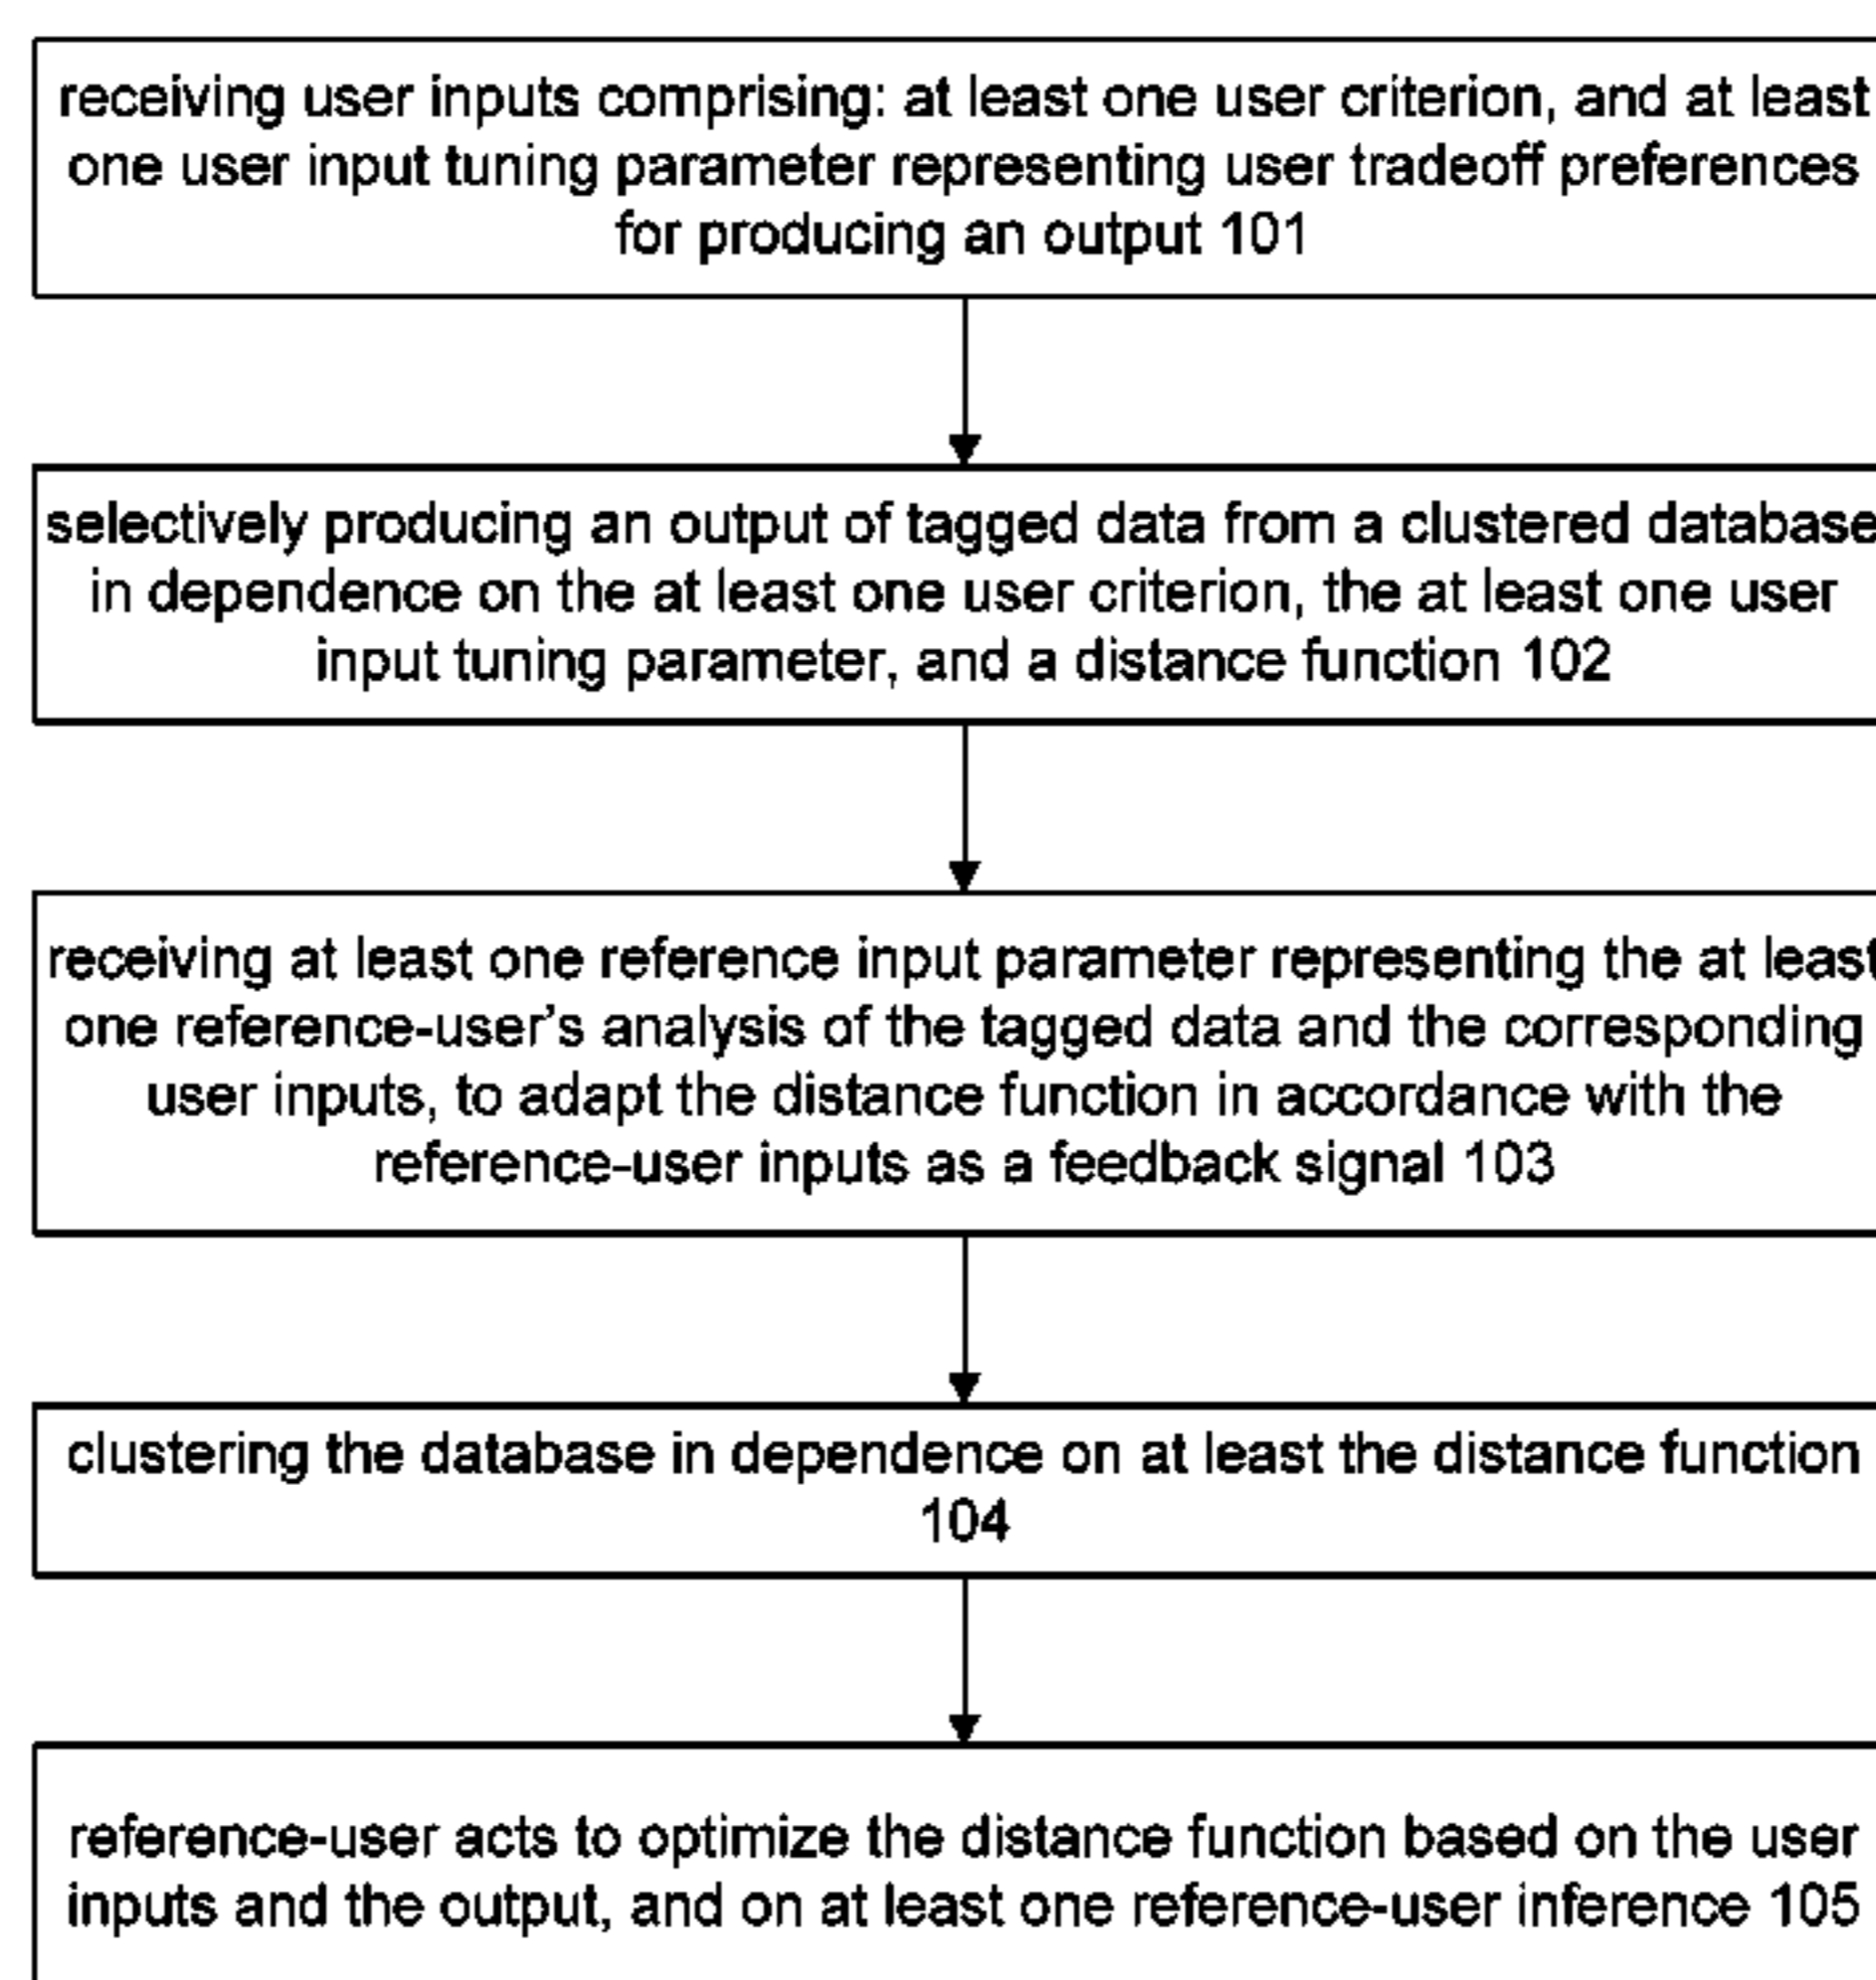 receiving user inputs comprising: at least one user criterion, and at least
one user input tuning parameter representing user tradeoff preferences
for producing an output 101
selectively producing an output of tagged data from a clustered database
in dependence on the at least one user criterion, the at least one user
input tuning parameter, and a distance function 102
receiving at least one reference input parameter representing the at least
one reference-user’s analysis of the tagged data and the corresponding
user inputs, to adapt the distance function in accordance with the
reference-user inputs as a feedback signal 103
clustering the database in dependence on at least the distance function
104
reference-user acts to optimize the distance function based on the user
inputs and the output, and on at least one reference-user inference 105